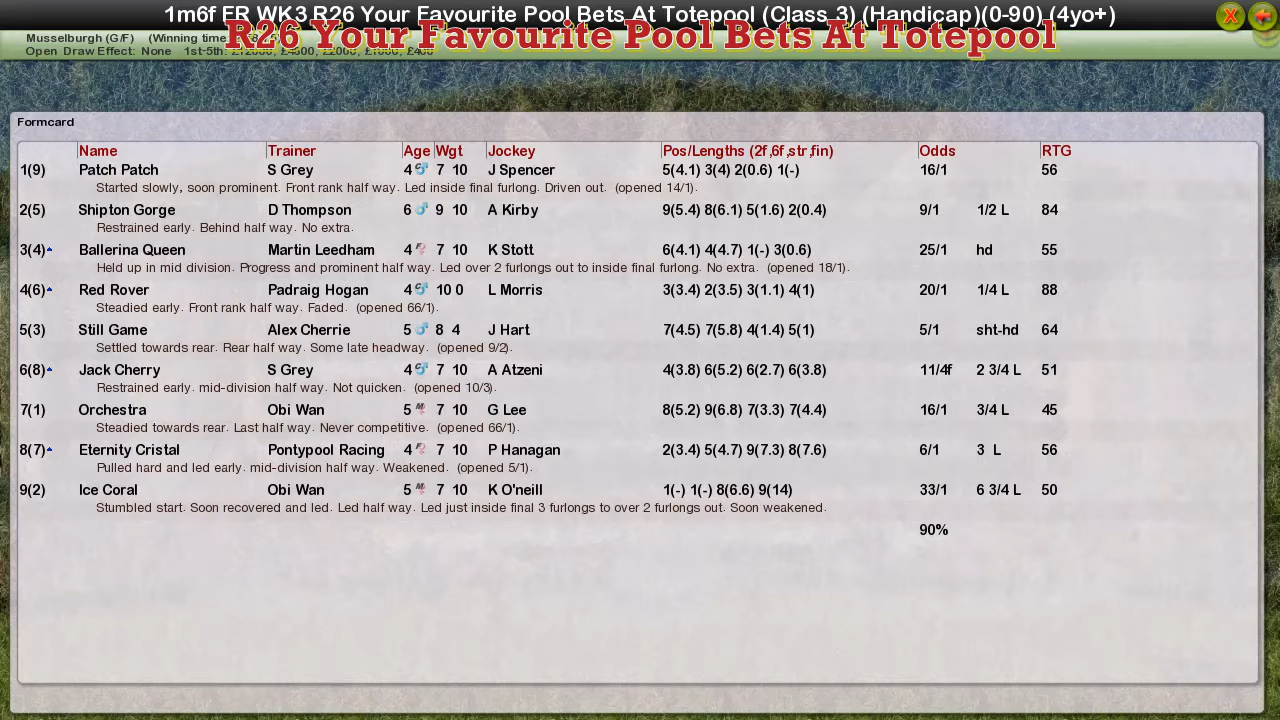 1m6f FR WK3 R26 Your Favourite Pool Bets At Totepool (Class 3) (Handicap)(0-90) (4yo+)
R26 Your Favourite Pool Bets At Totepool
Musselburgh (G/F) (Winning time
Open Draw Effect: None 1st-5th: £12000, £4000, £2000, £1000, £400
Formcard
Name Trainer Age Wgt Jockey Pos/Lengths (2f,6f,str,fin) Odds RTG
1(9) Patch Patch S Grey 4 7 10 J Spencer 5(4.1) 3(4) 2(0.6) 1(-) 16/1 56
Started slowly, soon prominent. Front rank half way. Led inside final furlong. Driven out. (opened 14/1).
2(5) Shipton Gorge D Thompson 6 9 10 A Kirby 9(5.4) 8(6.1) 5(1.6) 2(0.4) 9/1 1/2 L 84
Restrained early. Behind half way. No extra.
3(4) Ballerina Queen Martin Leedham 4 7 10 K Stott 6(4.1) 4(4.7) 1(-) 3(0.6) 25/1 hd 55
Held up in mid division. Progress and prominent half way. Led over 2 furlongs out to inside final furlong. No extra. (opened 18/1).
4(6) Red Rover Padraig Hogan 4 10 0 L Morris 3(3.4) 2(3.5) 3(1.1) 4(1) 20/1 1/4 L 88
Steadied early. Front rank half way. Faded. (opened 66/1).
5(3) Still Game Alex Cherrie 5 8 4 J Hart 7(4.5) 7(5.8) 4(1.4) 5(1) 5/1 sht-hd 64
Settled towards rear. Rear half way. Some late headway. (opened 9/2).
6(8) Jack Cherry S Grey 4 7 10 A Atzeni 4(3.8) 6(5.2) 6(2.7) 6(3.8) 11/4f 2 3/4 L 51
Restrained early. mid-division half way. Not quicken. (opened 10/3).
7(1) Orchestra Obi Wan 5 7 10 G Lee 8(5.2) 9(6.8) 7(3.3) 7(4.4) 16/1 3/4 L 45
Steadied towards rear. Last half way. Never competitive. (opened 66/1).
8(7) Eternity Cristal Pontypool Racing 4 7 10 P Hanagan 2(3.4) 5(4.7) 9(7.3) 8(7.6) 6/1 3 L 56
Pulled hard and led early. mid-division half way. Weakened. (opened 5/1).
9(2) Ice Coral Obi Wan 5 7 10 K O'neill 1(-) 1(-) 8(6.6) 9(14) 33/1 6 3/4 L 50
Stumbled start. Soon recovered and led. Led half way. Led just inside final 3 furlongs to over 2 furlongs out. Soon weakened.
90%